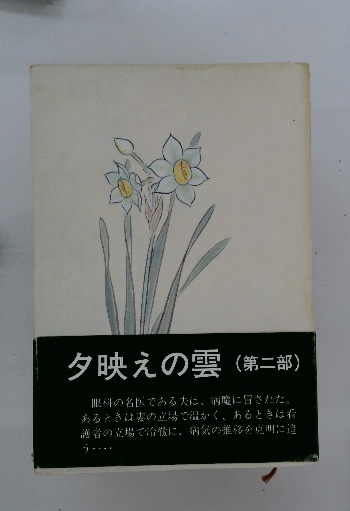 夕映えの雲（第二部）
眼科の名医である夫は、病魔に冒された。
あるときは妻の立場で温かく、あるときは看
護者の立場で冷徹に、病気の推移を克明に追
う‥‥